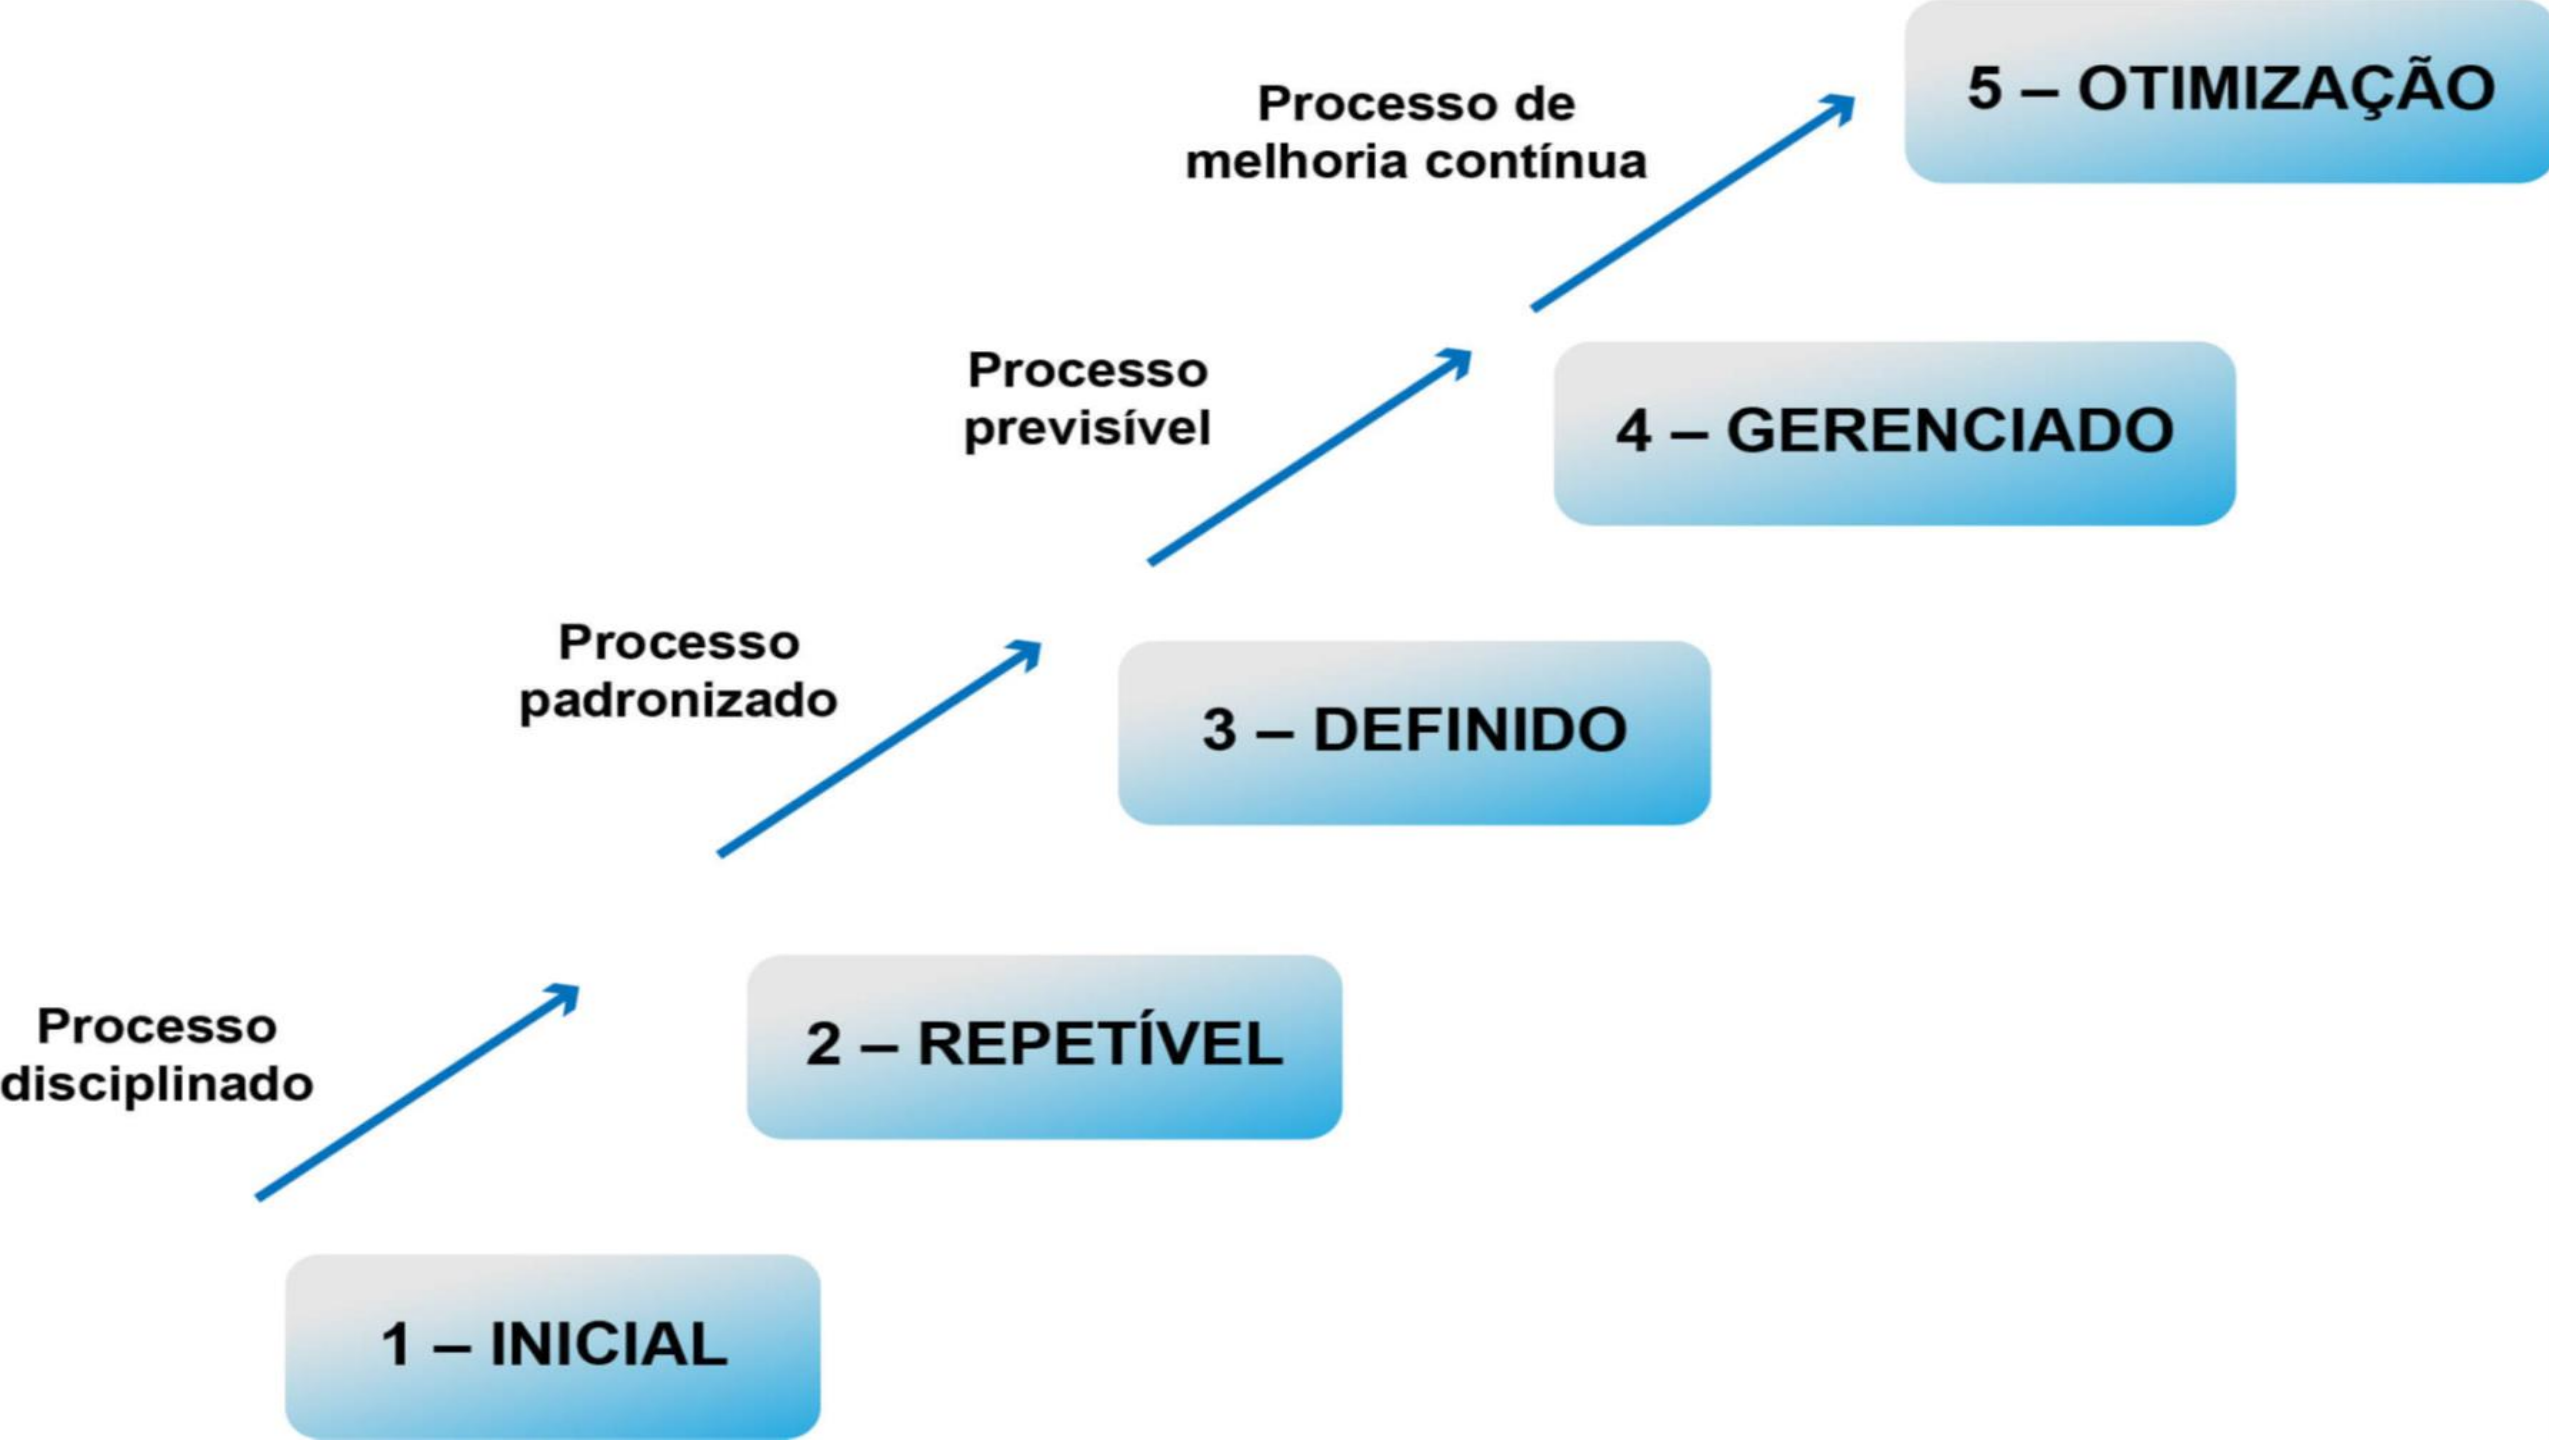 5 – OTIMIZAÇÃO
Processo de
melhoria contínua
4 – GERENCIADO
Processo
previsível
3 – DEFINIDO
Processo
padronizado
2 – REPETÍVEL
Processo
disciplinado
1 – INICIAL